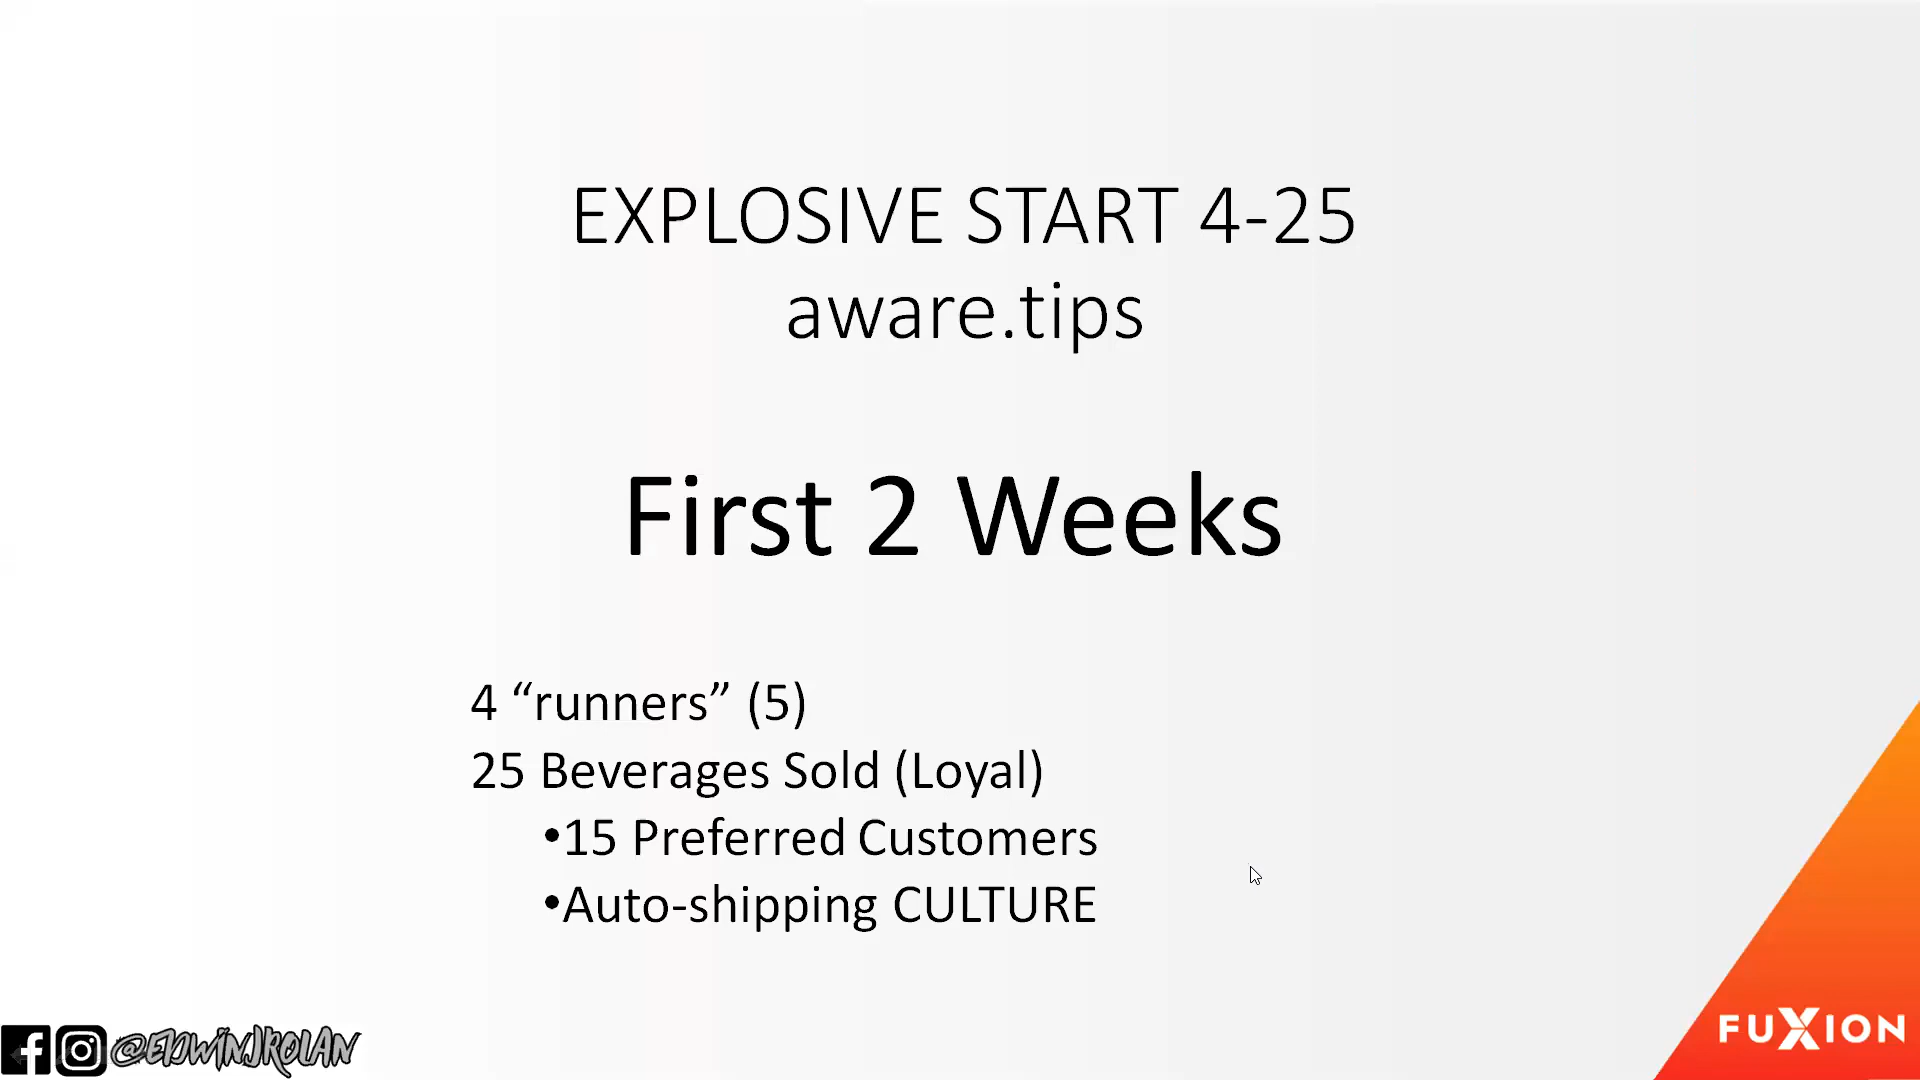 EXPLOSIVE START 4-25
aware.tips
First 2 Weeks
4 “runners” (5)
25 Beverages Sold (Loyal)
•15 Preferred Customers
•Auto-shipping CULTURE
@EDWINJROLAN
FUXION